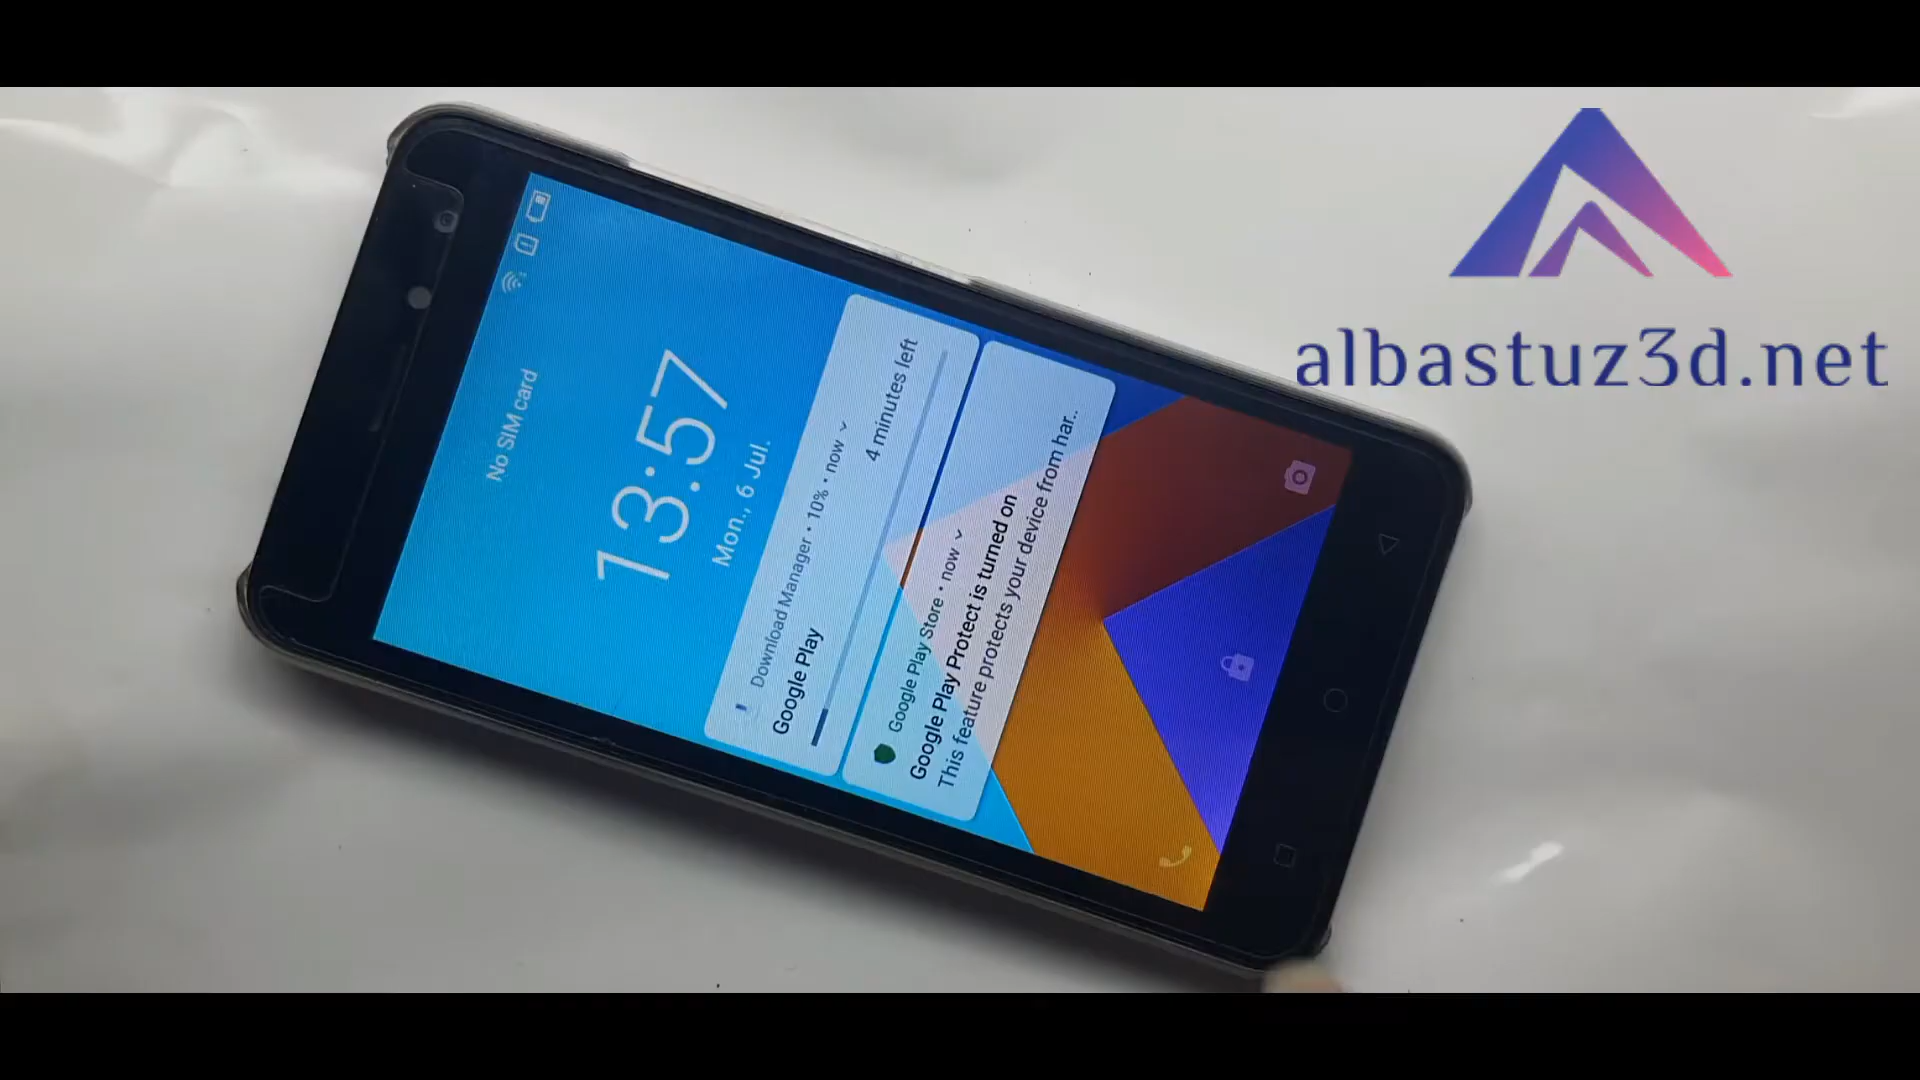 No SIM card
13:57
Mon., 6 Jul.
Download Manager • 10% • now
Google Play
4 minutes left
Google Play Store • now
Google Play Protect is turned on
This feature protects your device from har..
albastuz3d.net